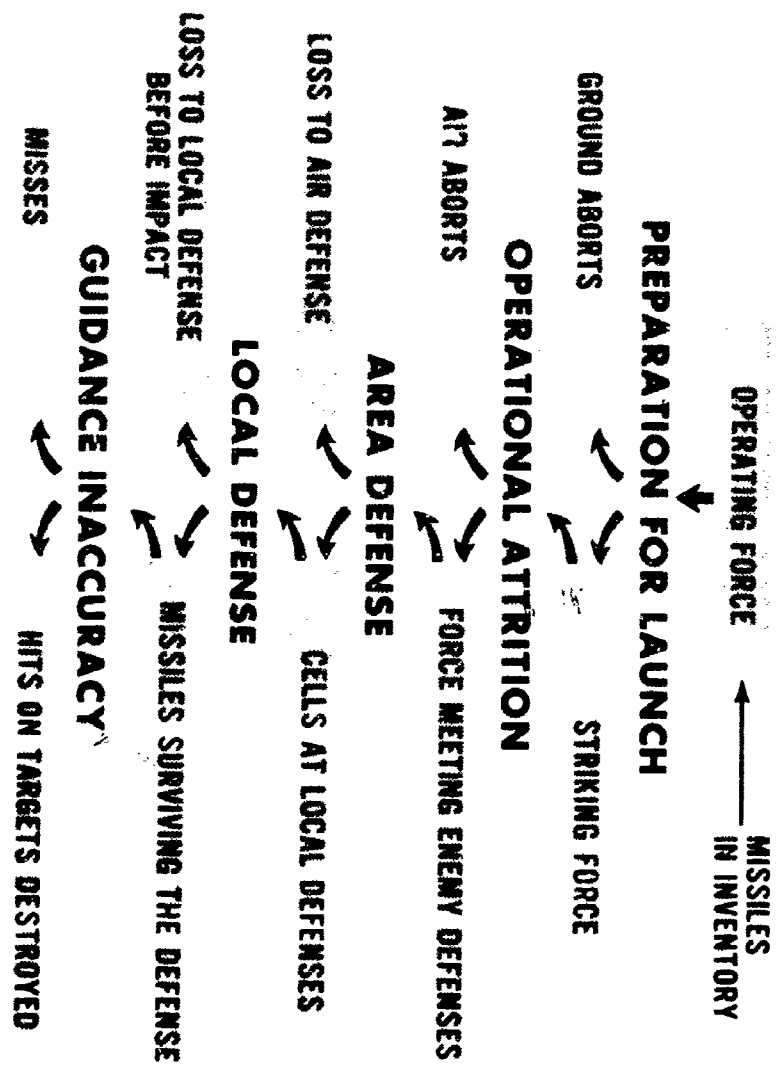 OPERATING FORCE
MISSILES
IN INVENTORY
PREPARATION FOR LAUNCH
GROUND ABORTS
STRIKING FORCE
OPERATIONAL ATTRITION
AIR ABORTS
FORCE MEETING ENEMY DEFENSES
AREA DEFENSE
LOSS TO AIR DEFENSE
CELLS AT LOCAL DEFENSES
LOCAL DEFENSE
LOSS TO LOCAL DEFENSE
BEFORE IMPACT
MISSILES SURVIVING THE DEFENSE
GUIDANCE INACCURACY
MISSES
HITS ON TARGETS DESTROYED